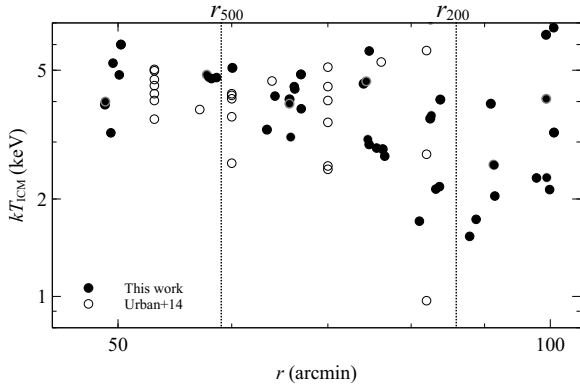 r500 r200
5
2
1
kTICM (keV)
This work
Urban+14
50 100
r (arcmin)